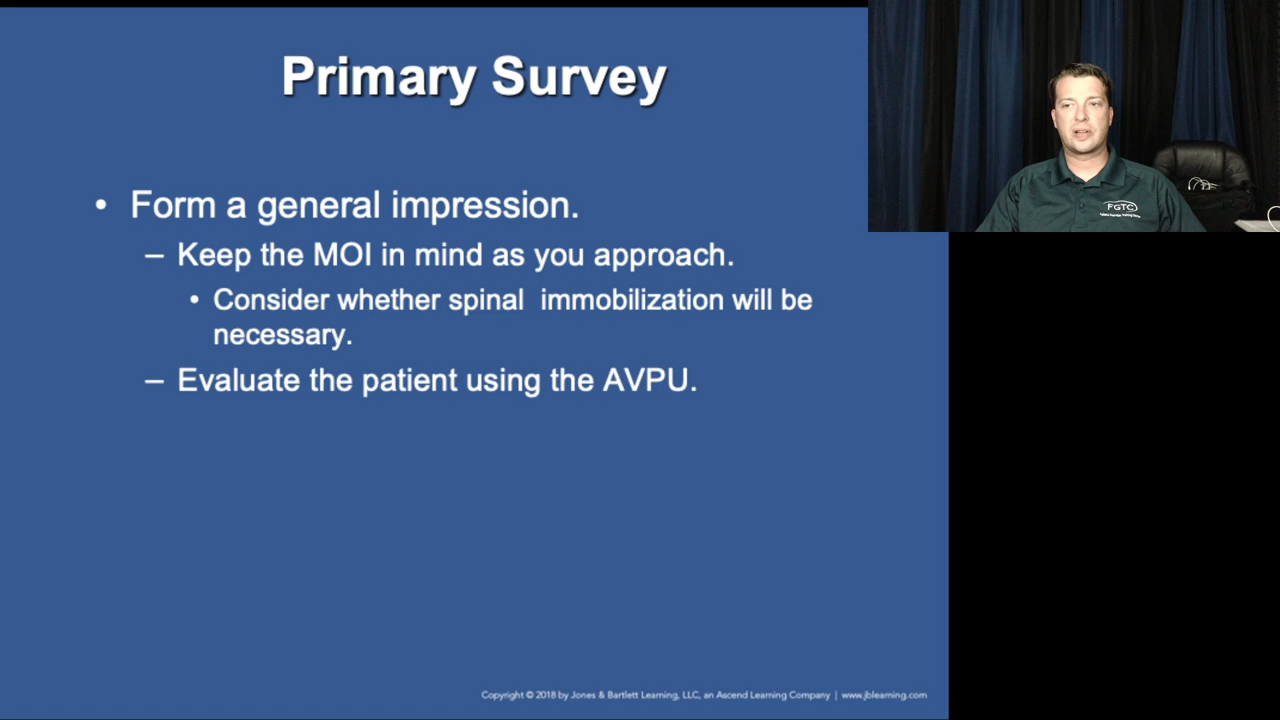 Primary Survey
• Form a general impression.
– Keep the MOI in mind as you approach.
• Consider whether spinal  immobilization will be
necessary.
– Evaluate the patient using the AVPU.
FGTC
Copyright © 2018 by Jones & Bartlett Learning, LLC, an Ascend Learning Company | www.jblearning.com